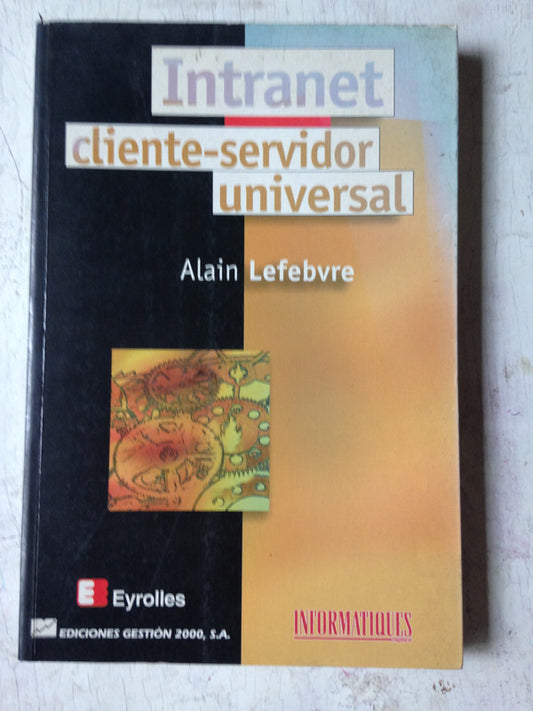 Intranet
cliente-servidor
universal
Alain Lefebvre
Eyrolles
EDICIONES GESTIÓN 2000, S.A.
INFORMATIQUES